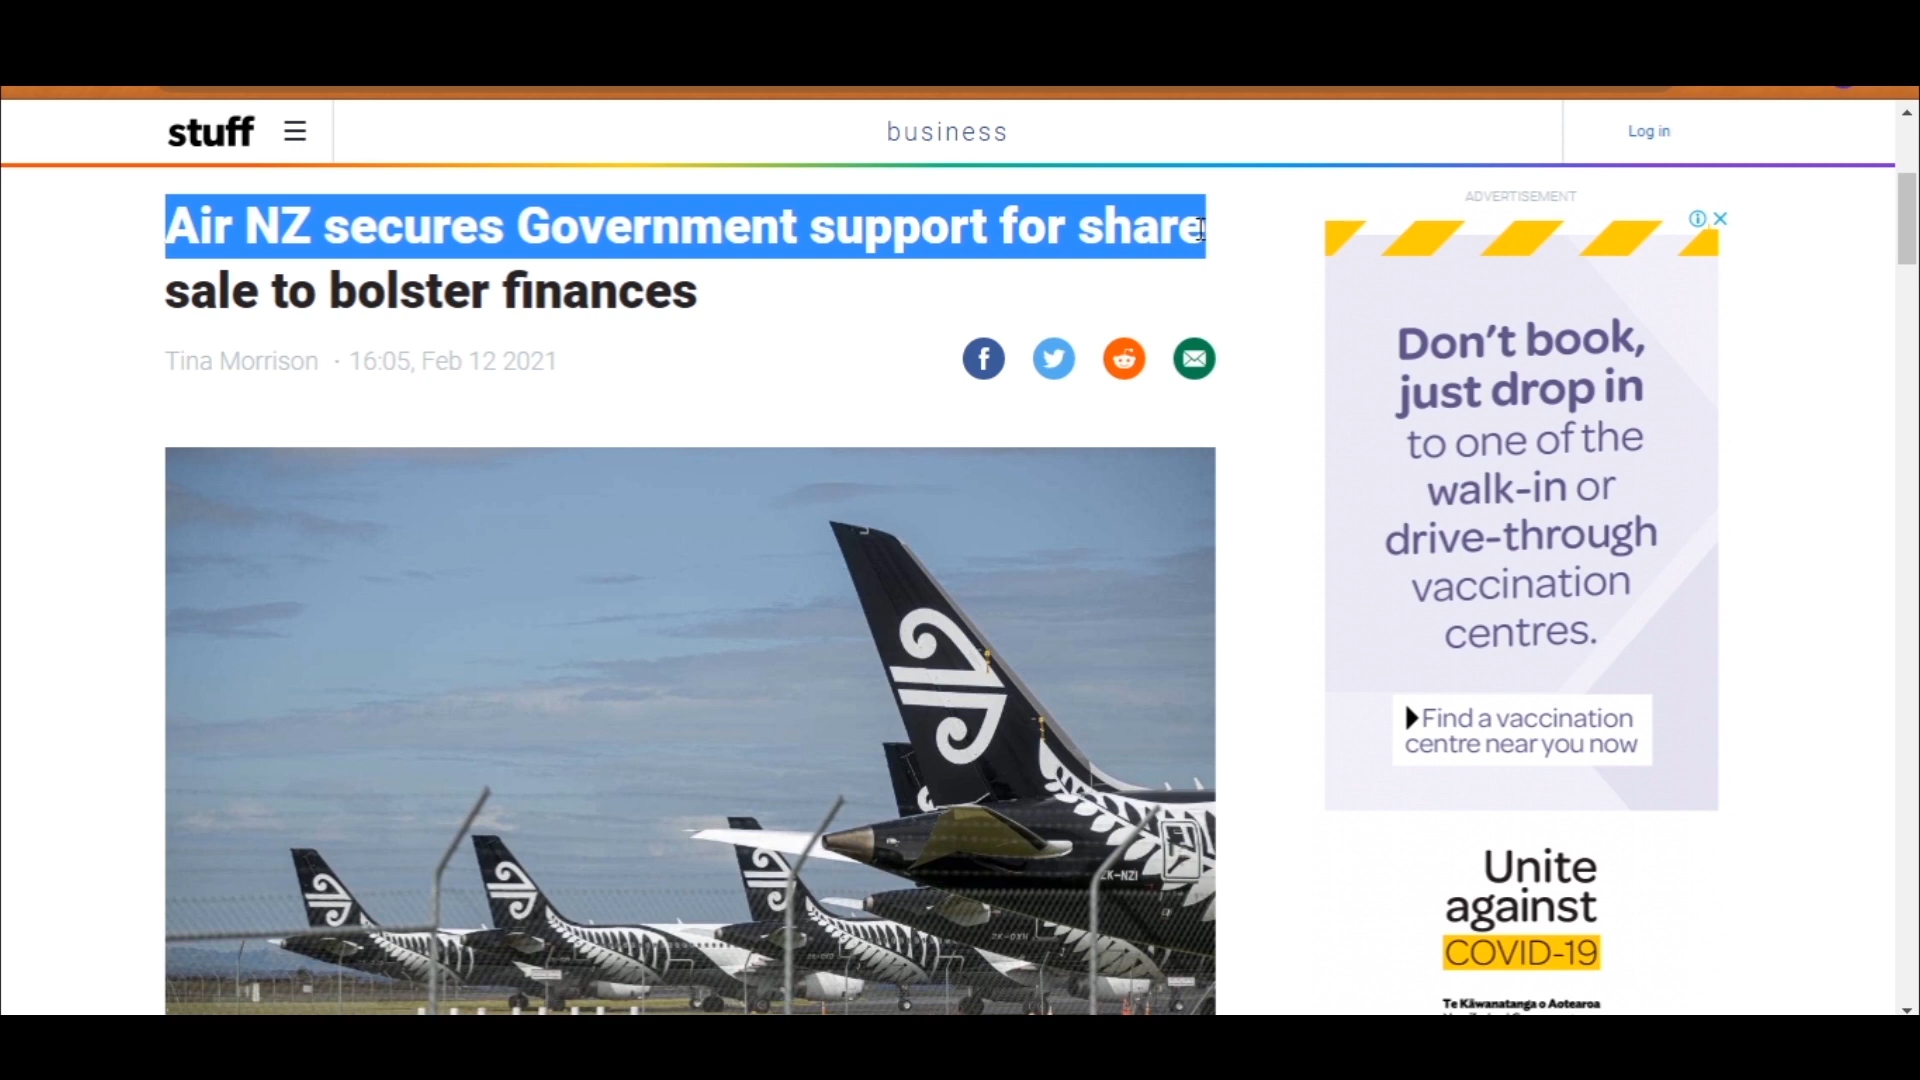 stuff
business
Log in
Air NZ secures Government support for share
sale to bolster finances
Tina Morrison · 16:05, Feb 12 2021
ADVERTISEMENT
Don't book,
just drop in
to one of the
walk-in or
drive-through
vaccination
centres.
Find a vaccination
centre near you now
Unite
against
COVID-19
Te Kāwanatanga o Aotearoa
ZK-NZI